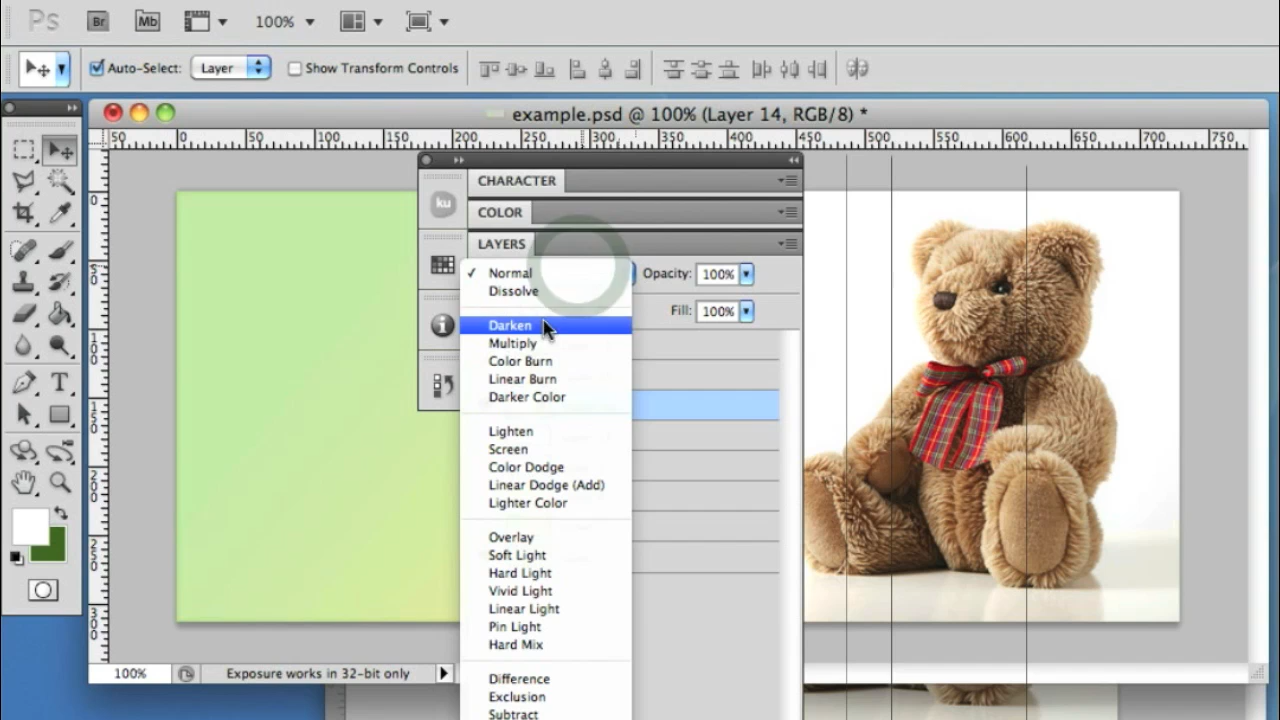 Ps Br Mb 100%
Auto-Select: Layer Show Transform Controls
example.psd @ 100% (Layer 14, RGB/8) *
50 0 50 100 150 200 250 300 350 400 450 500 550 600 650 700 750
0
50
100
150
200
250
300
ku
CHARACTER
COLOR
LAYERS
✓ Normal
Opacity: 100%
Dissolve
Fill: 100%
Darken
Multiply
Color Burn
Linear Burn
Darker Color
Lighten
Screen
Color Dodge
Linear Dodge (Add)
Lighter Color
Overlay
Soft Light
Hard Light
Vivid Light
Linear Light
Pin Light
Hard Mix
Difference
Exclusion
Subtract
T
100% Exposure works in 32-bit only